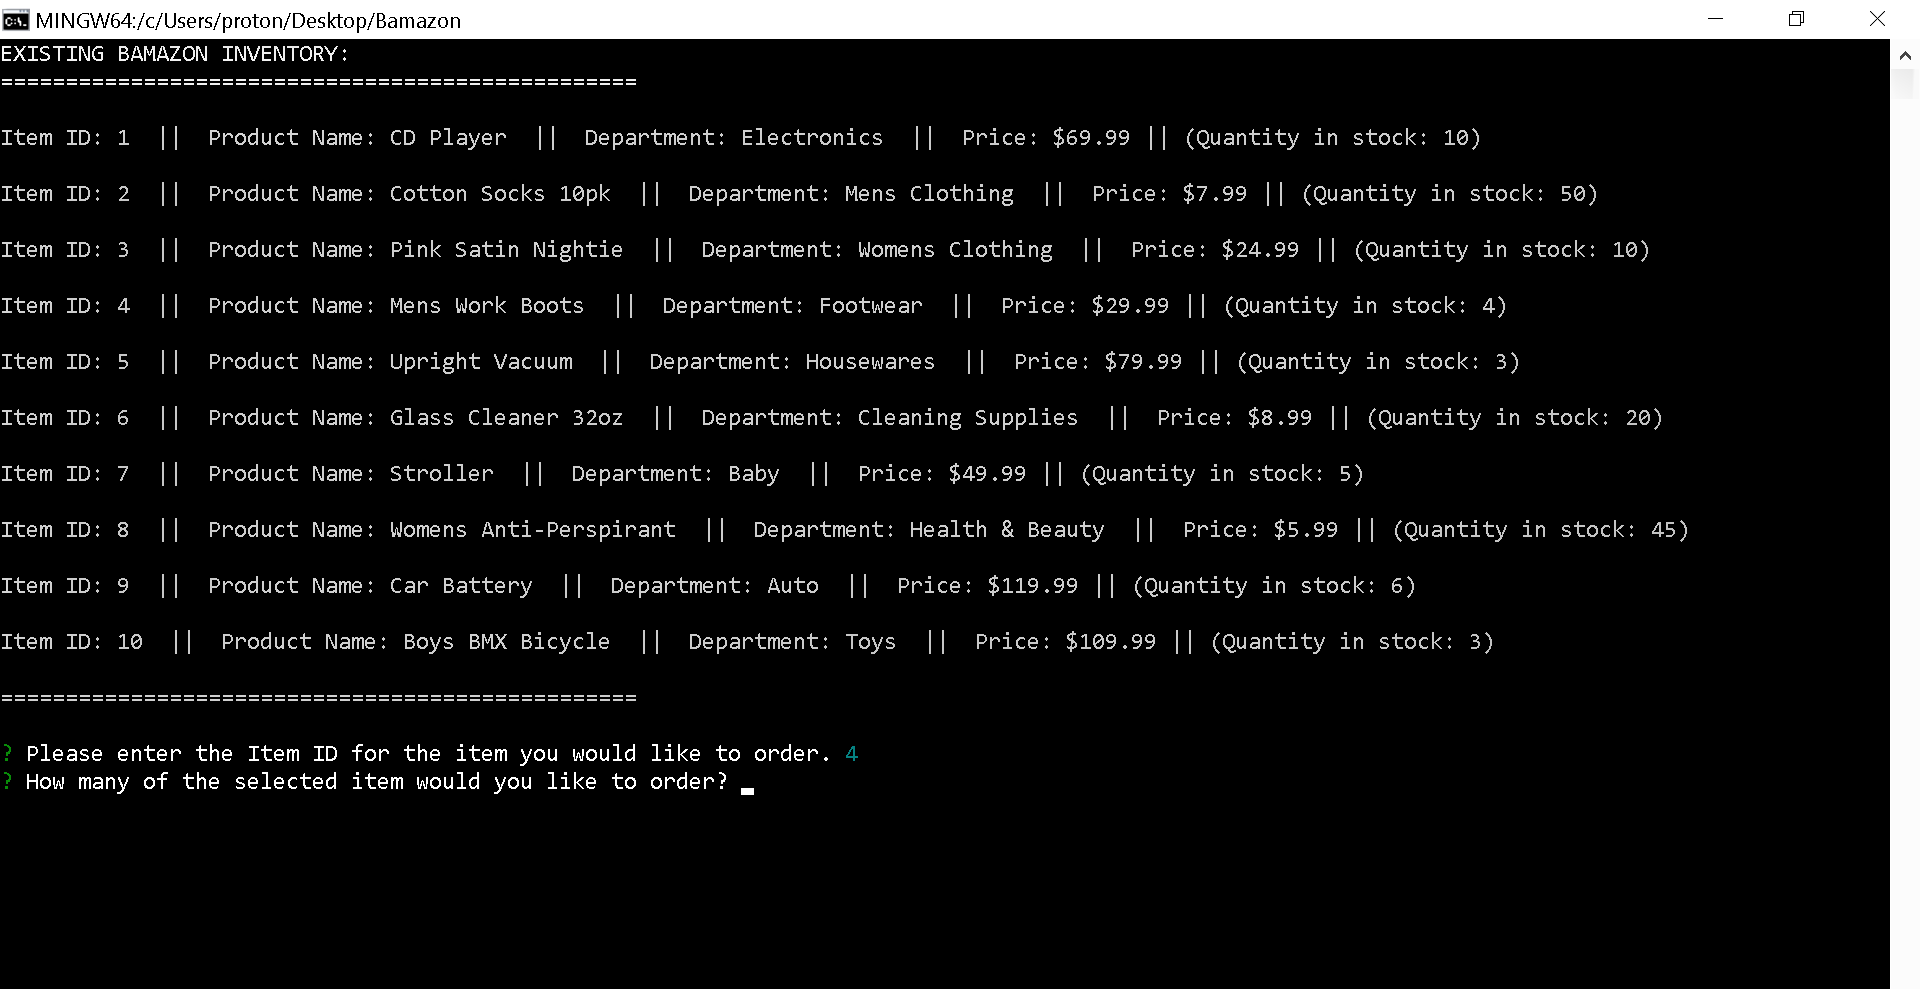 MINGW64:/c/Users/proton/Desktop/Bamazon
EXISTING BAMAZON INVENTORY:
=================================================
Item ID: 1  ||  Product Name: CD Player  ||  Department: Electronics  ||  Price: $69.99 || (Quantity in stock: 10)
Item ID: 2  ||  Product Name: Cotton Socks 10pk  ||  Department: Mens Clothing  ||  Price: $7.99 || (Quantity in stock: 50)
Item ID: 3  ||  Product Name: Pink Satin Nightie  ||  Department: Womens Clothing  ||  Price: $24.99 || (Quantity in stock: 10)
Item ID: 4  ||  Product Name: Mens Work Boots  ||  Department: Footwear  ||  Price: $29.99 || (Quantity in stock: 4)
Item ID: 5  ||  Product Name: Upright Vacuum  ||  Department: Housewares  ||  Price: $79.99 || (Quantity in stock: 3)
Item ID: 6  ||  Product Name: Glass Cleaner 32oz  ||  Department: Cleaning Supplies  ||  Price: $8.99 || (Quantity in stock: 20)
Item ID: 7  ||  Product Name: Stroller  ||  Department: Baby  ||  Price: $49.99 || (Quantity in stock: 5)
Item ID: 8  ||  Product Name: Womens Anti-Perspirant  ||  Department: Health & Beauty  ||  Price: $5.99 || (Quantity in stock: 45)
Item ID: 9  ||  Product Name: Car Battery  ||  Department: Auto  ||  Price: $119.99 || (Quantity in stock: 6)
Item ID: 10  ||  Product Name: Boys BMX Bicycle  ||  Department: Toys  ||  Price: $109.99 || (Quantity in stock: 3)
=================================================
? Please enter the Item ID for the item you would like to order. 4
? How many of the selected item would you like to order?